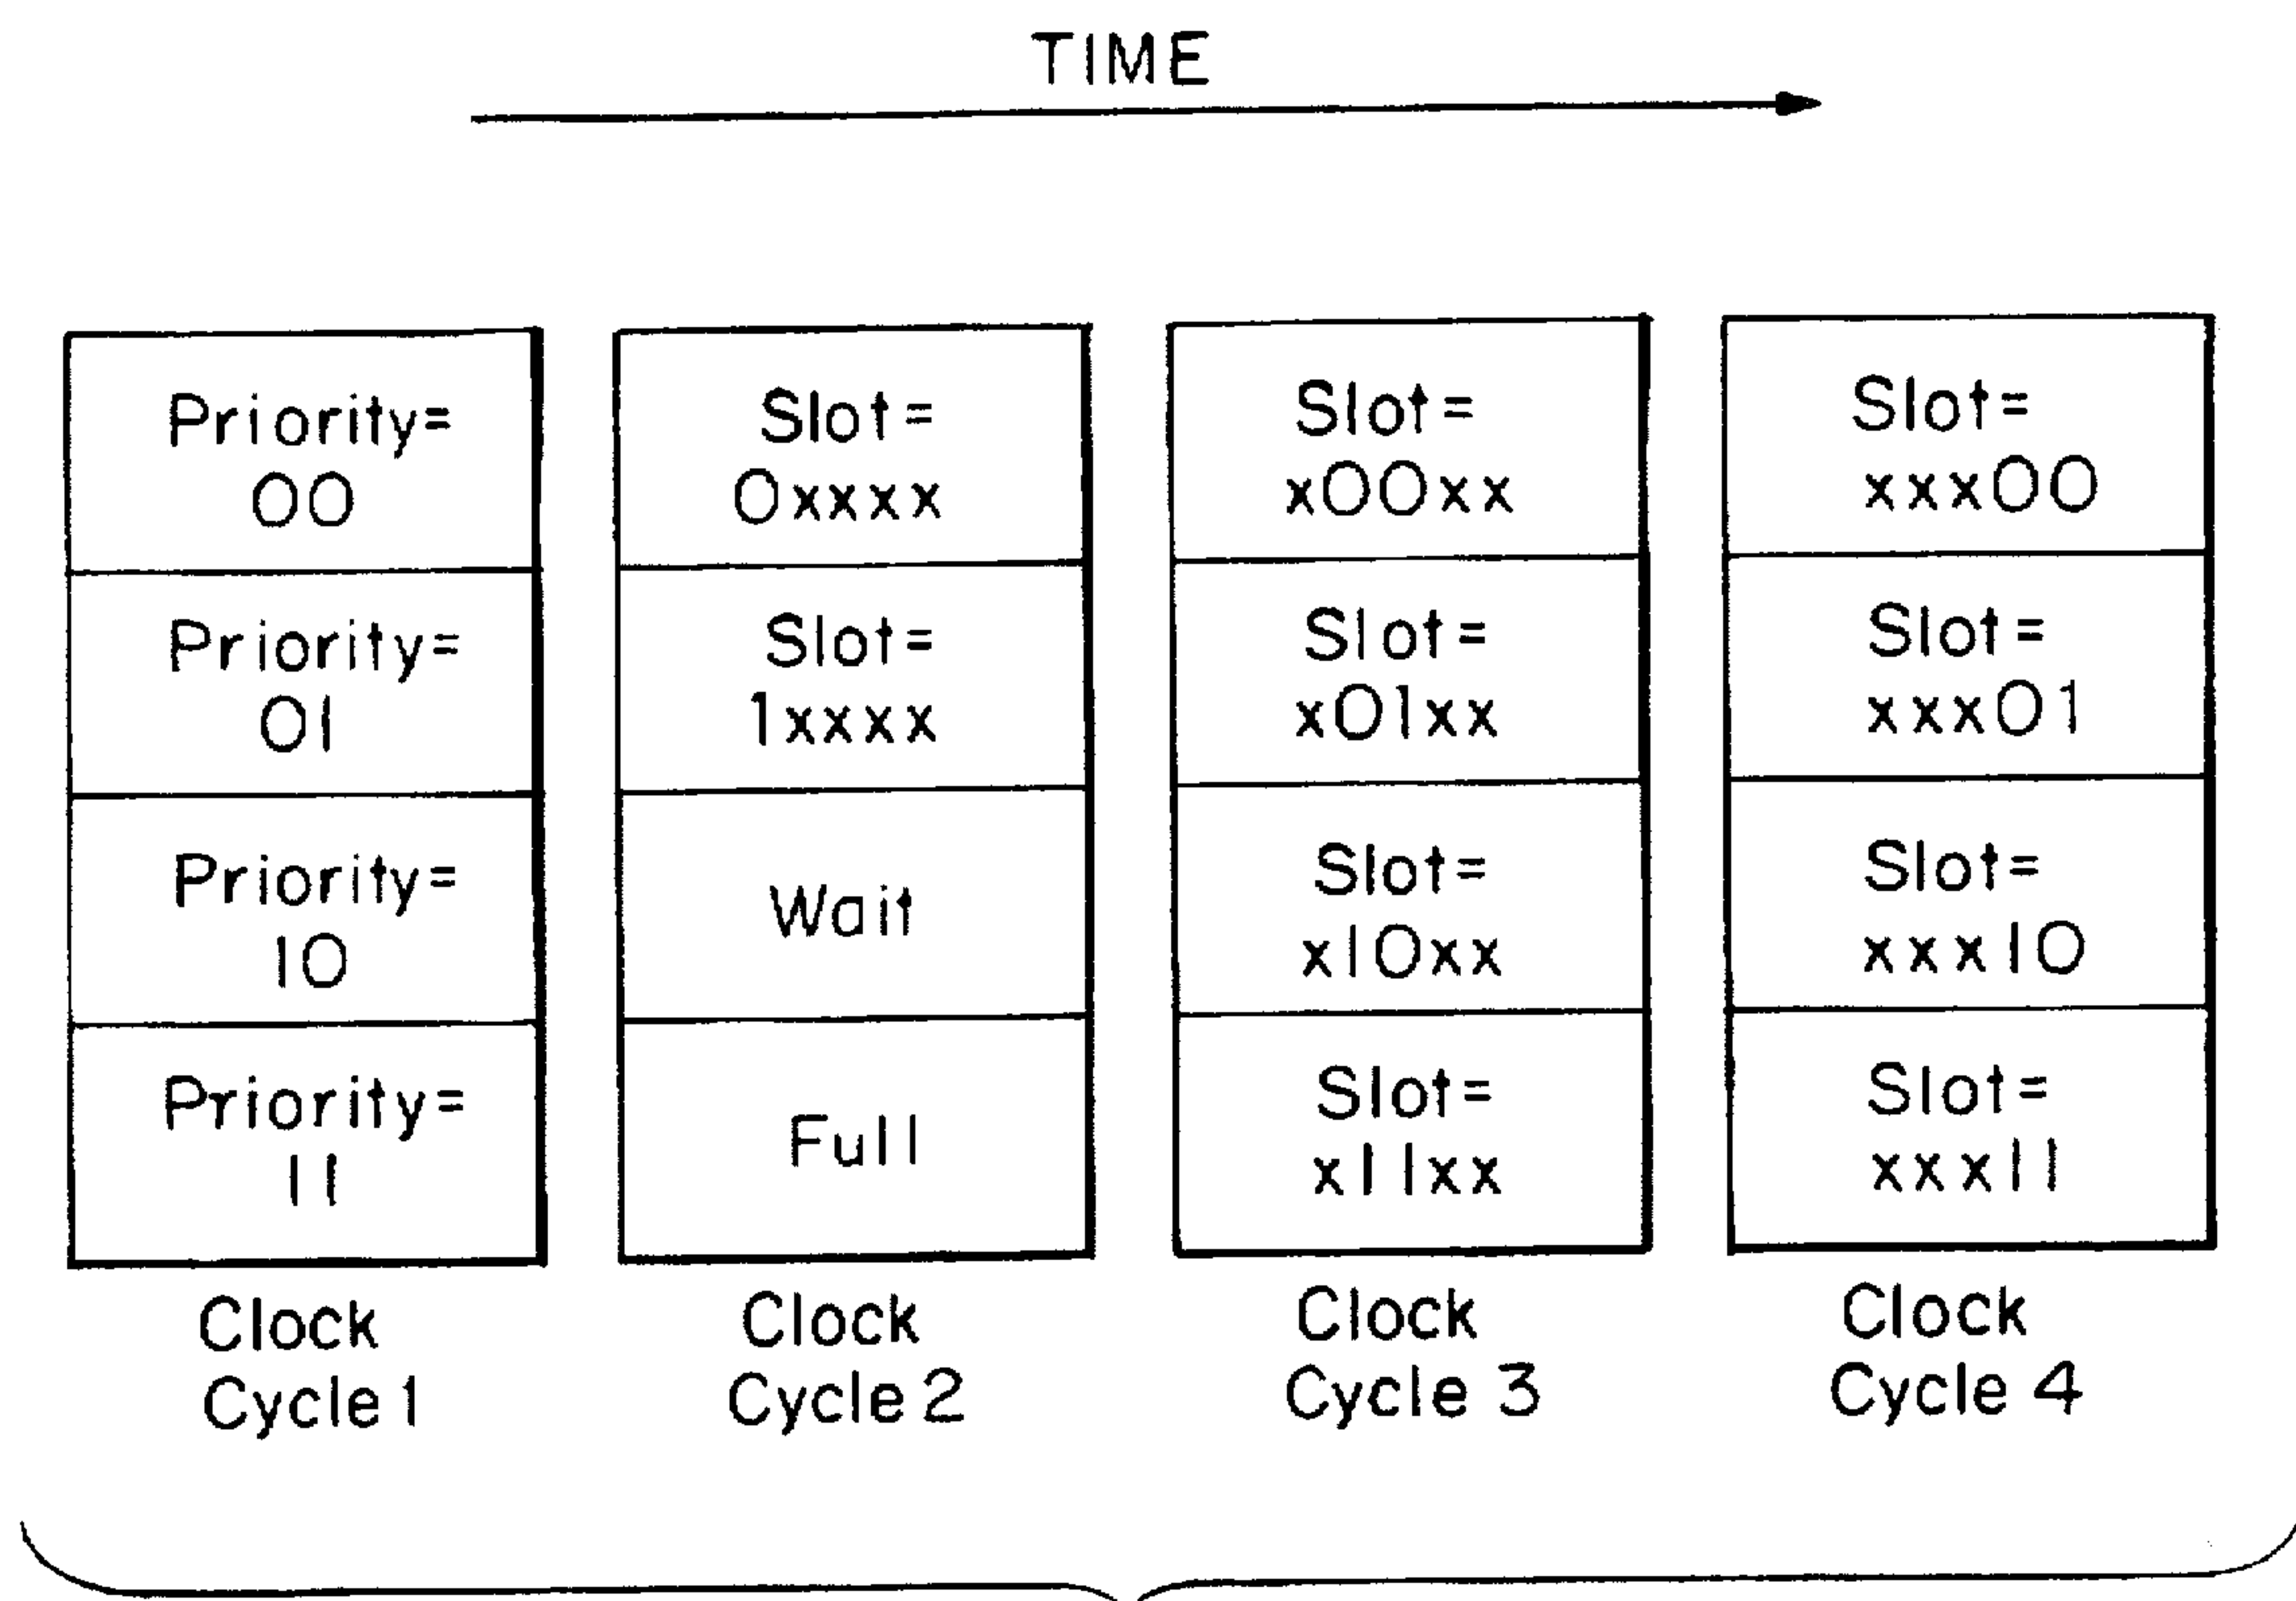 TIME
Priority=
00
Priority=
01
Priority=
10
Priority=
11
Clock
Cycle 1
Slot=
0xxxx
Slot=
1xxxx
Wait
Full
Clock
Cycle 2
Slot=
x00xx
Slot=
x01xx
Slot=
x10xx
Slot=
x11xx
Clock
Cycle 3
Slot=
xxx00
Slot=
xxx01
Slot=
xxx10
Slot=
xxx11
Clock
Cycle 4